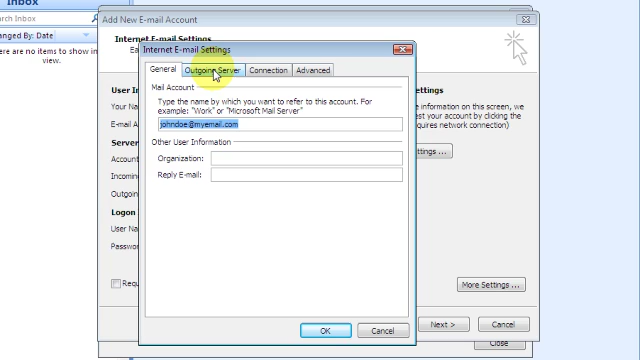 Inbox
arch Inbox
anged By: Date
ere are no items to show in
view.
Add New E-mail Account
Internet E-mail Settings
Ea
Internet E-mail Settings
General
Outgoing Server
Connection
Advanced
Mail Account
Type the name by which you want to refer to this account. For
example: "Work" or "Microsoft Mail Server"
johndoe@myemail.com
Other User Information
Organization:
Reply E-mail:
OK
Cancel
User In
Your Na
E-mail A
Server
Account
Incomin
Outgoin
Logon
User Na
Passwo
Requ
ettings
e information on this screen, we
est your account by clicking the
equires network connection)
ttings ...
More Settings ...
Next >
Cancel
Close